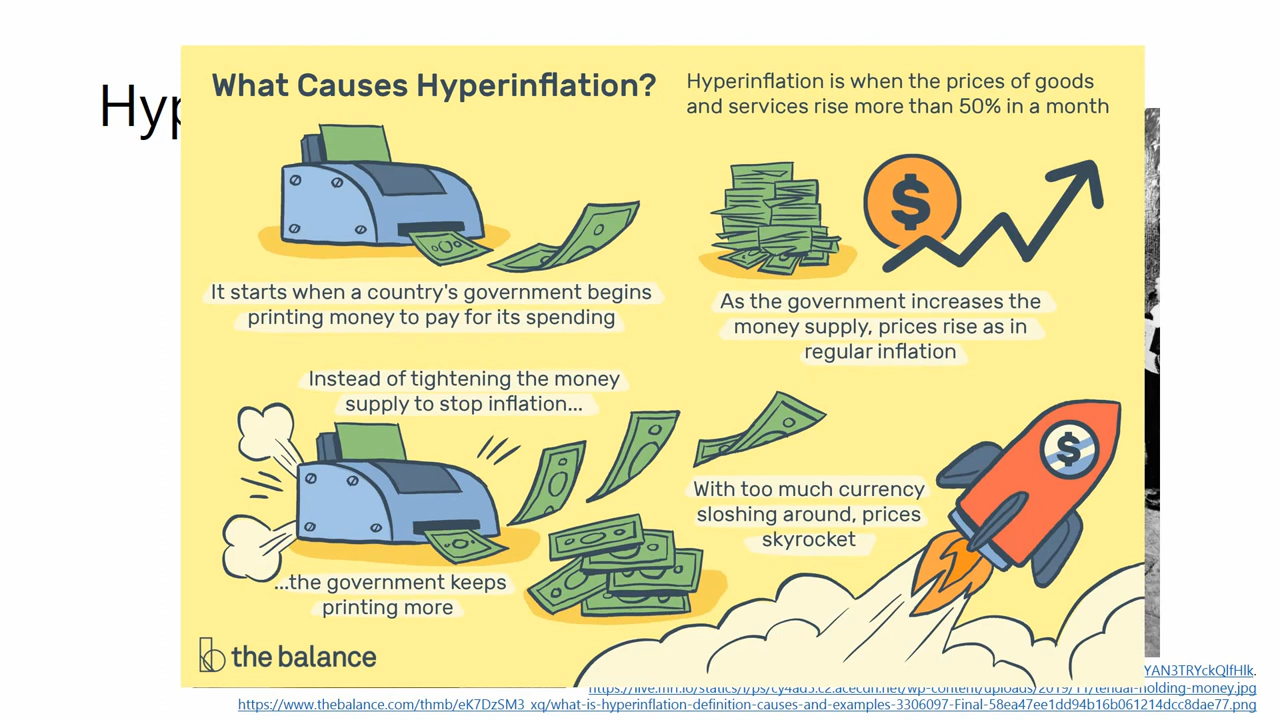 Hyp
What Causes Hyperinflation?
Hyperinflation is when the prices of goods
and services rise more than 50% in a month
$
It starts when a country's government begins
printing money to pay for its spending
As the government increases the
money supply, prices rise as in
regular inflation
Instead of tightening the money
supply to stop inflation...
$
With too much currency
sloshing around, prices
skyrocket
...the government keeps
printing more
the balance
YAN3TRYckQlfHlk.
https://www.thebalance.com/thmb/eK7DzSM3_xq/what-is-hyperinflation-definition-causes-and-examples-3306097-Final-58ea47ee1dd94b16b061214dcc8dae77.png